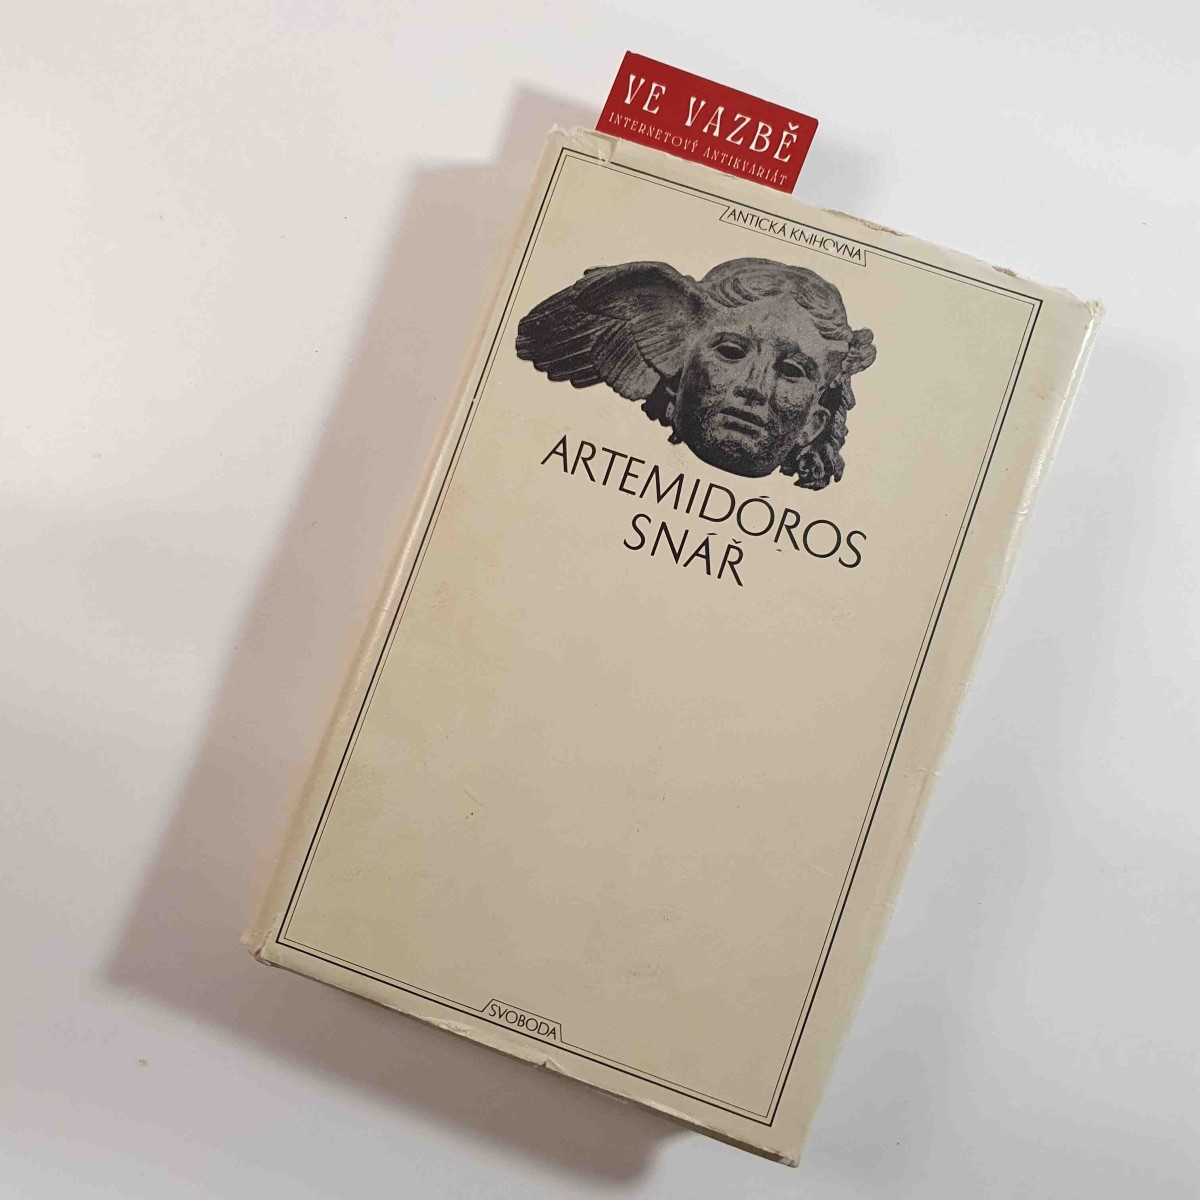 VE VAZBĚ
INTERNETOVÝ ANTIKVARIÁT
ANTICKÁ KNIHOVNA
ARTEMIDÓROS
SNÁŘ
SVOBODA